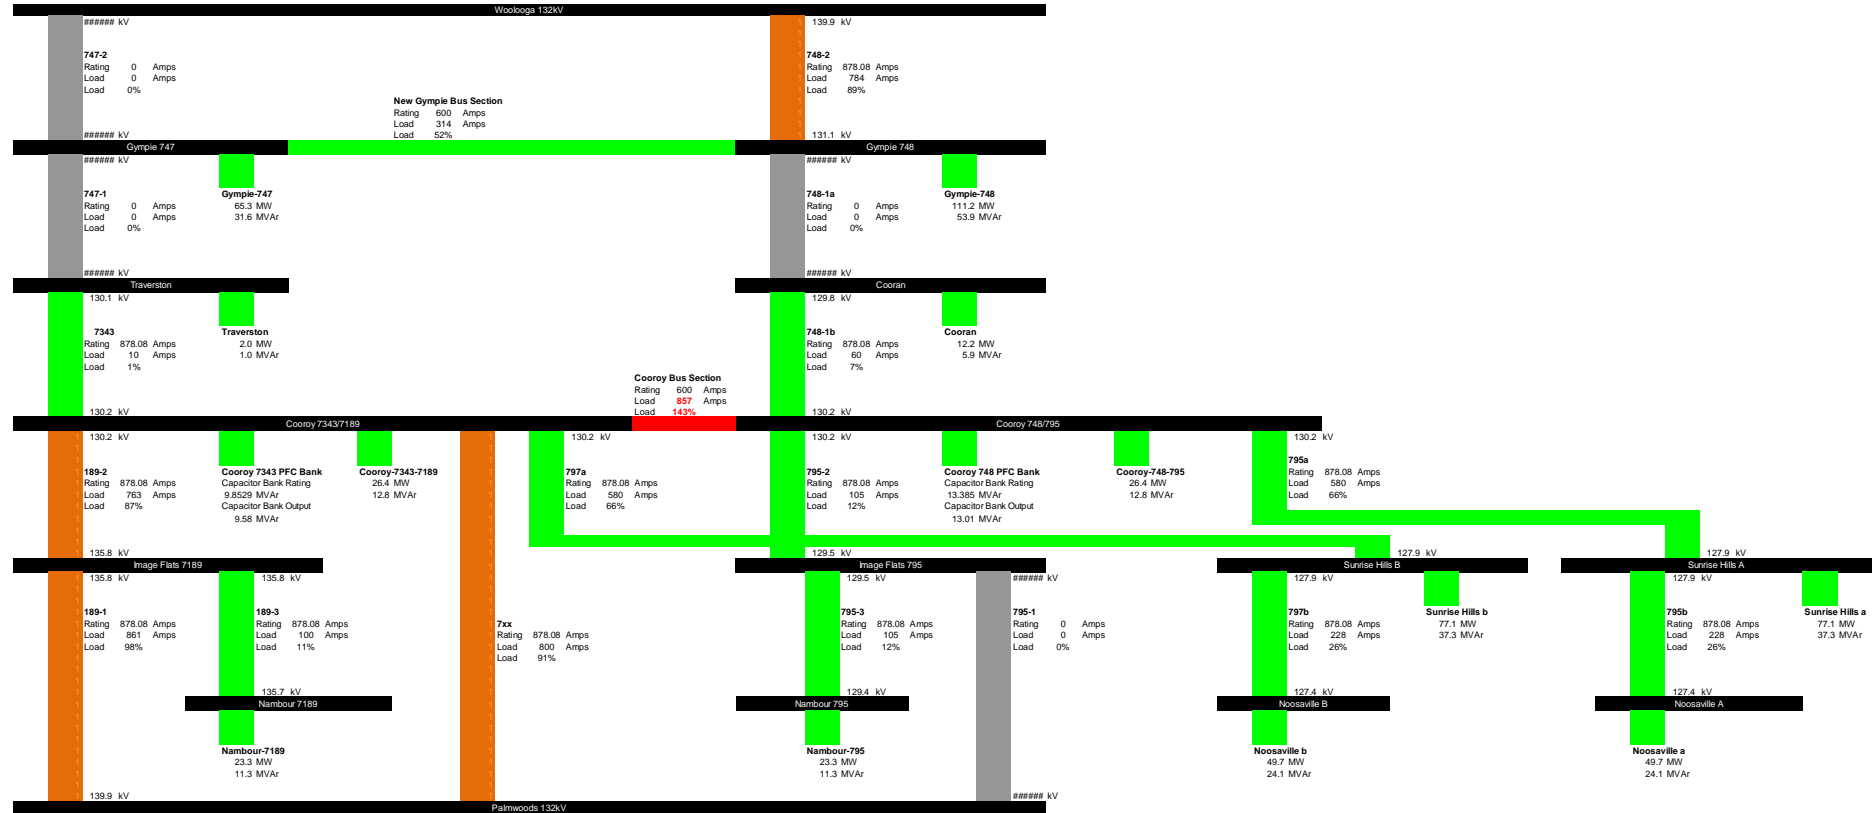 Woolooga 132kV
###### kV
139.9 kV
747-2
Rating 0 Amps
Load 0 Amps
Load 0%
748-2
Rating 878.08 Amps
Load 784 Amps
Load 89%
New Gympie Bus Section
Rating 600 Amps
Load 314 Amps
Load 52%
###### kV
131.1 kV
Gympie 747
Gympie 748
###### kV
###### kV
747-1
Rating 0 Amps
Load 0 Amps
Load 0%
Gympie-747
65.3 MW
31.6 MVAr
748-1a
Rating 0 Amps
Load 0 Amps
Load 0%
Gympie-748
111.2 MW
53.9 MVAr
###### kV
###### kV
Traverston
Cooran
130.1 kV
129.8 kV
7343
Rating 878.08 Amps
Load 10 Amps
Load 1%
Traverston
2.0 MW
1.0 MVAr
748-1b
Rating 878.08 Amps
Load 60 Amps
Load 7%
Cooran
12.2 MW
5.9 MVAr
Cooroy Bus Section
Rating 600 Amps
Load 857 Amps
Load 143%
130.2 kV
130.2 kV
Cooroy 7343/7189
Cooroy 748/795
130.2 kV
130.2 kV
130.2 kV
130.2 kV
189-2
Rating 878.08 Amps
Load 763 Amps
Load 87%
Cooroy 7343 PFC Bank
Capacitor Bank Rating
9.8529 MVAr
Capacitor Bank Output
9.58 MVAr
Cooroy-7343-7189
26.4 MW
12.8 MVAr
797a
Rating 878.08 Amps
Load 580 Amps
Load 66%
795-2
Rating 878.08 Amps
Load 105 Amps
Load 12%
Cooroy 748 PFC Bank
Capacitor Bank Rating
13.385 MVAr
Capacitor Bank Output
13.01 MVAr
Cooroy-748-795
26.4 MW
12.8 MVAr
795a
Rating 878.08 Amps
Load 580 Amps
Load 66%
135.8 kV
129.5 kV
127.9 kV
127.9 kV
Image Flats 7189
Image Flats 795
Sunrise Hills B
Sunrise Hills A
135.8 kV
135.8 kV
129.5 kV
###### kV
127.9 kV
127.9 kV
189-1
Rating 878.08 Amps
Load 861 Amps
Load 98%
189-3
Rating 878.08 Amps
Load 100 Amps
Load 11%
7xx
Rating 878.08 Amps
Load 800 Amps
Load 91%
795-3
Rating 878.08 Amps
Load 105 Amps
Load 12%
795-1
Rating 0 Amps
Load 0 Amps
Load 0%
797b
Rating 878.08 Amps
Load 228 Amps
Load 26%
Sunrise Hills b
77.1 MW
37.3 MVAr
795b
Rating 878.08 Amps
Load 228 Amps
Load 26%
Sunrise Hills a
77.1 MW
37.3 MVAr
135.7 kV
129.4 kV
127.4 kV
127.4 kV
Nambour 7189
Nambour 795
Noosaville B
Noosaville A
Nambour-7189
23.3 MW
11.3 MVAr
Nambour-795
23.3 MW
11.3 MVAr
Noosaville b
49.7 MW
24.1 MVAr
Noosaville a
49.7 MW
24.1 MVAr
139.9 kV
###### kV
Palmwoods 132kV